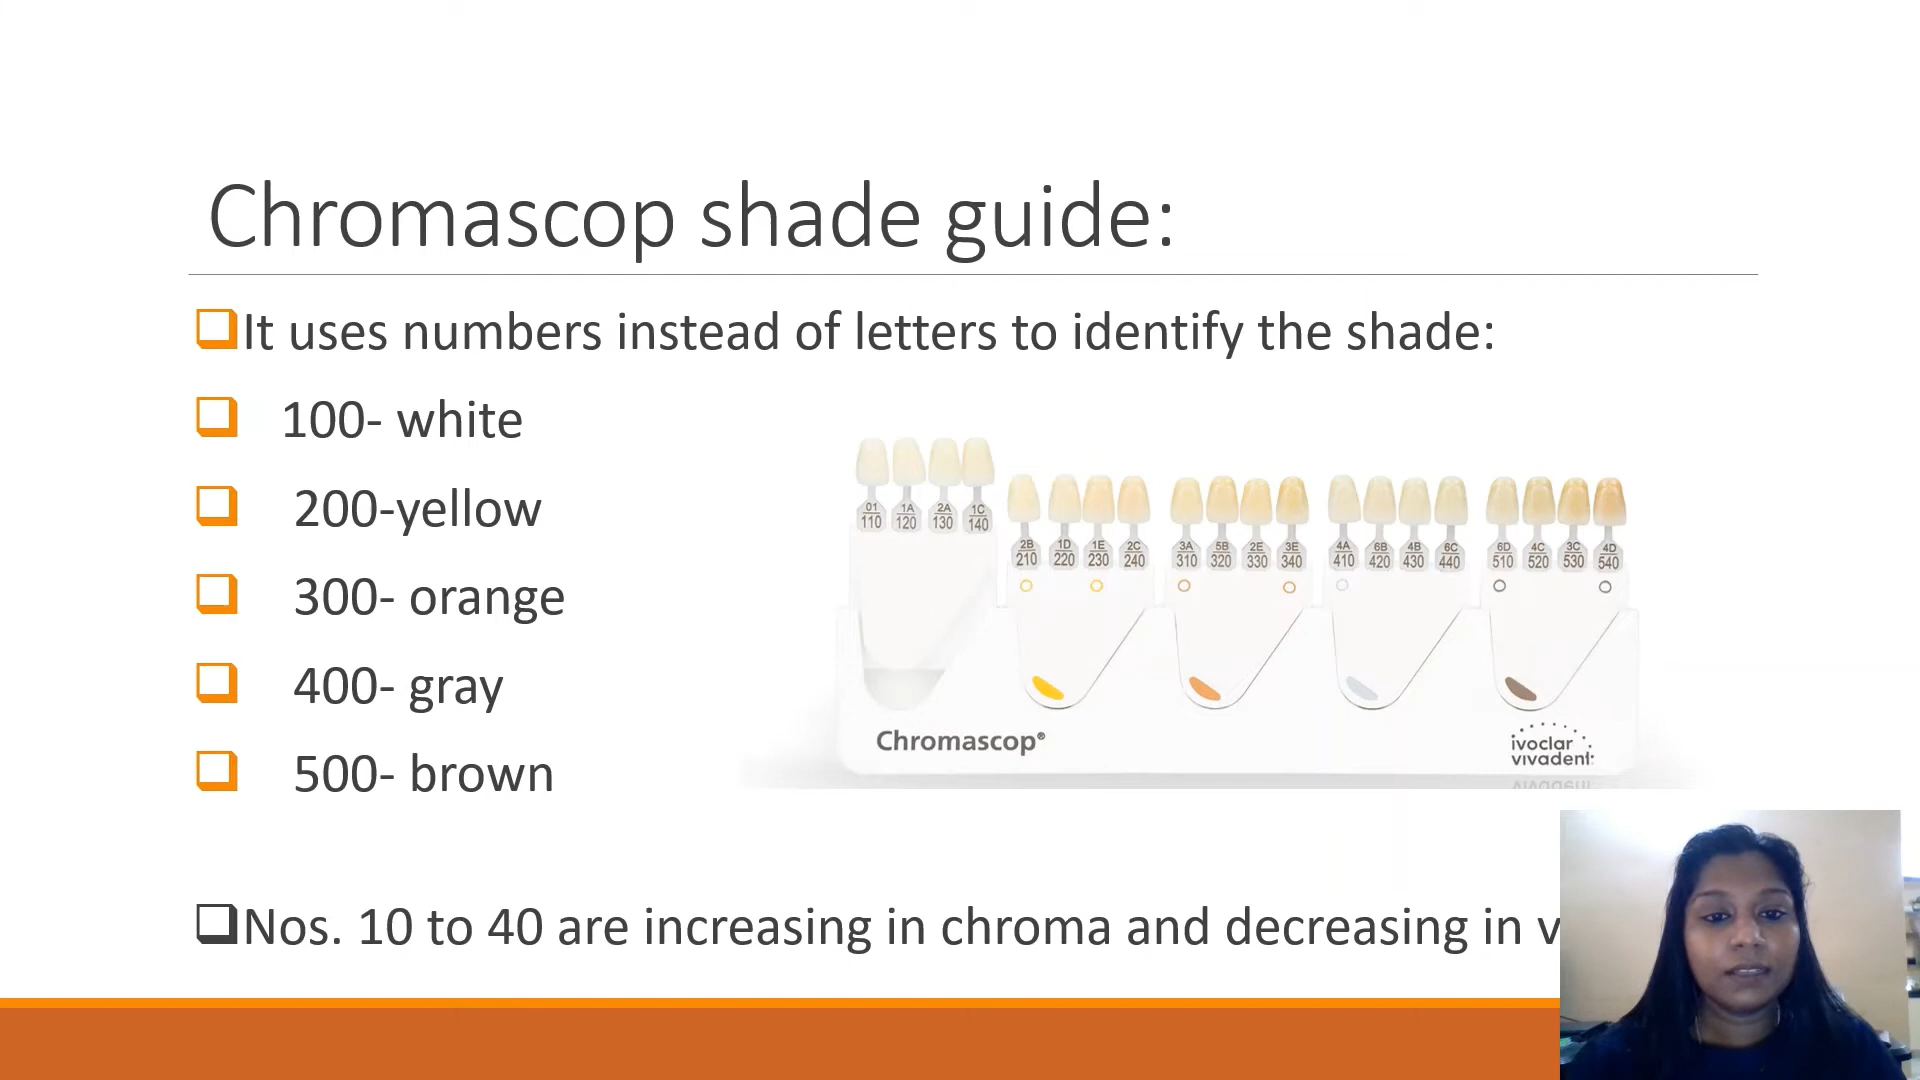 Chromascop shade guide:
It uses numbers instead of letters to identify the shade:
100- white
200-yellow
300- orange
400- gray
500- brown
01 1A 2A 1C
110 120 130 140
2B 1D 1E 2C 3A 5B 2E 3E 4A 6B 4B 6C 6D 4C 3C 4D
210 220 230 240 310 320 330 340 410 420 430 440 510 520 530 540
Chromascop®
ivoclar
vivadent:
Nos. 10 to 40 are increasing in chroma and decreasing in